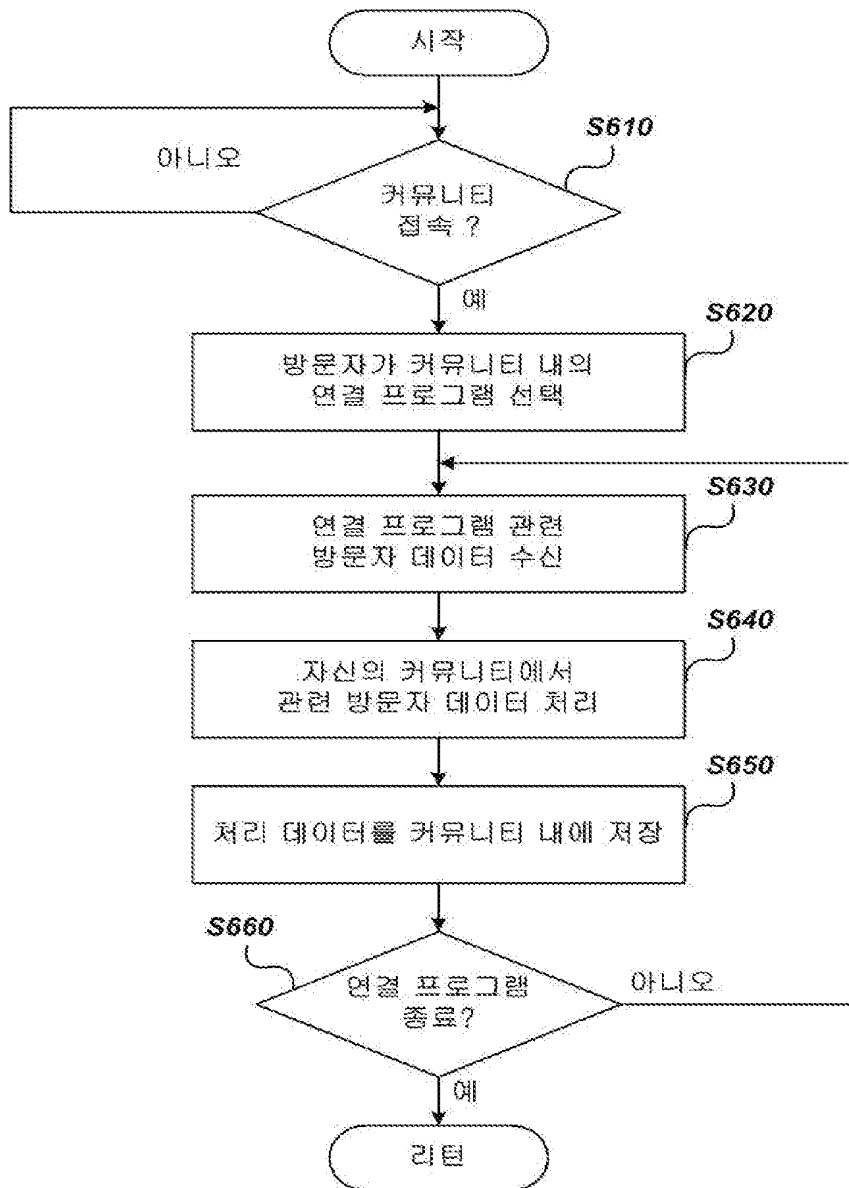 시작
S610
아니오
커뮤니티
접속 ?
예
S620
방문자가 커뮤니티 내의
연결 프로그램 선택
S630
연결 프로그램 관련
방문자 데이터 수신
S640
자신의 커뮤니티에서
관련 방문자 데이터 처리
S650
처리 데이터를 커뮤니티 내에 저장
S660
연결 프로그램
종료?
아니오
예
리턴